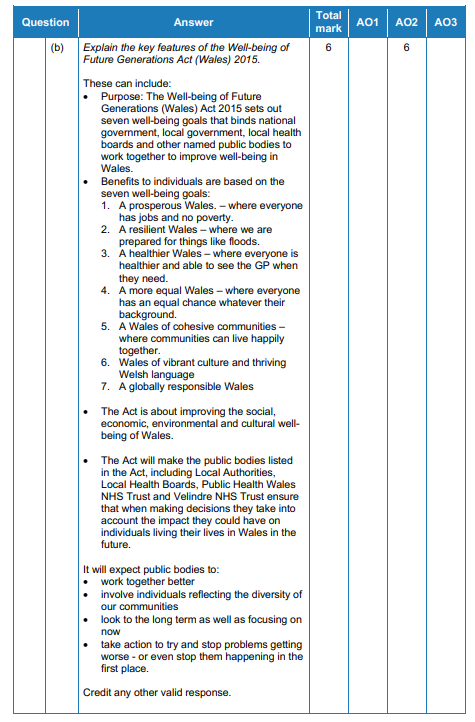 Question Answer Total mark AO1 AO2 AO3
(b) Explain the key features of the Well-being of 6 6
Future Generations Act (Wales) 2015.
These can include:
• Purpose: The Well-being of Future
Generations (Wales) Act 2015 sets out
seven well-being goals that binds national
government, local government, local health
boards and other named public bodies to
work together to improve well-being in
Wales.
• Benefits to individuals are based on the
seven well-being goals:
1. A prosperous Wales. – where everyone
has jobs and no poverty.
2. A resilient Wales – where we are
prepared for things like floods.
3. A healthier Wales – where everyone is
healthier and able to see the GP when
they need.
4. A more equal Wales – where everyone
has an equal chance whatever their
background.
5. A Wales of cohesive communities –
where communities can live happily
together.
6. Wales of vibrant culture and thriving
Welsh language
7. A globally responsible Wales
• The Act is about improving the social,
economic, environmental and cultural well-
being of Wales.
• The Act will make the public bodies listed
in the Act, including Local Authorities,
Local Health Boards, Public Health Wales
NHS Trust and Velindre NHS Trust ensure
that when making decisions they take into
account the impact they could have on
individuals living their lives in Wales in the
future.
It will expect public bodies to:
• work together better
• involve individuals reflecting the diversity of
our communities
• look to the long term as well as focusing on
now
• take action to try and stop problems getting
worse - or even stop them happening in the
first place.
Credit any other valid response.